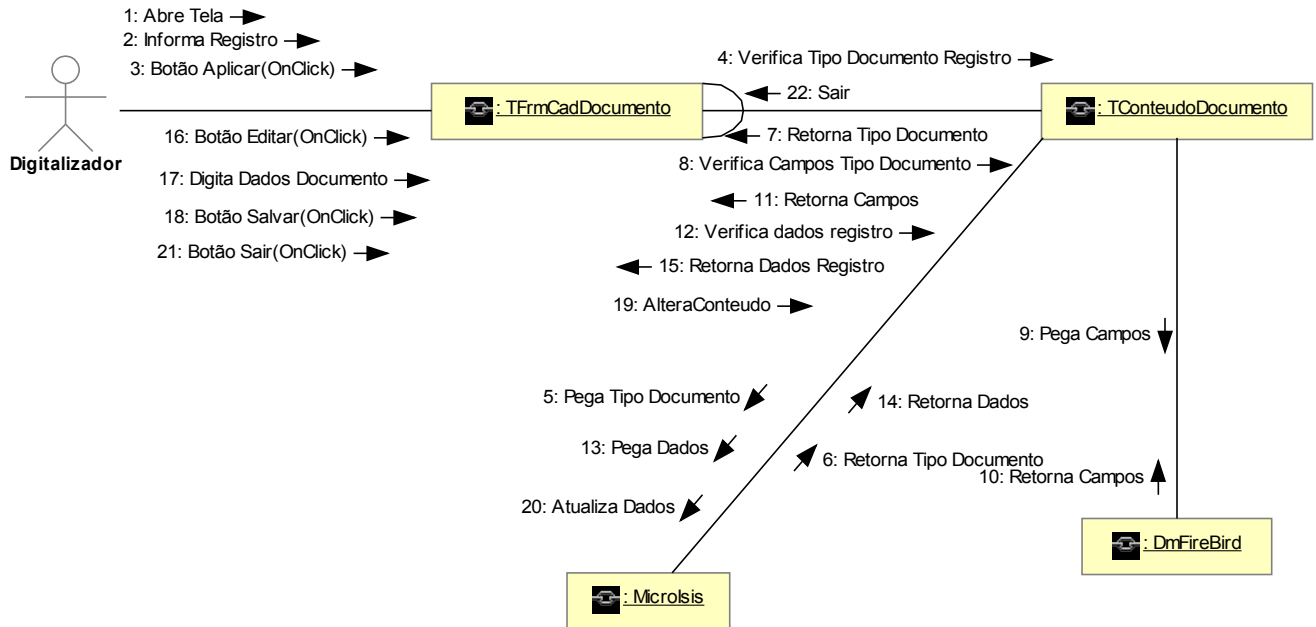 1: Abre Tela
2: Informa Registro
3: Botão Aplicar(OnClick)
4: Verifica Tipo Documento Registro
22: Sair
: TFrmCadDocumento
: TConteudoDocumento
Digitalizador
16: Botão Editar(OnClick)
7: Retorna Tipo Documento
8: Verifica Campos Tipo Documento
17: Digita Dados Documento
11: Retorna Campos
18: Botão Salvar(OnClick)
12: Verifica dados registro
21: Botão Sair(OnClick)
15: Retorna Dados Registro
19: AlteraConteudo
9: Pega Campos
5: Pega Tipo Documento
14: Retorna Dados
13: Pega Dados
6: Retorna Tipo Documento
10: Retorna Campos
20: Atualiza Dados
: DmFireBird
: MicroIsis